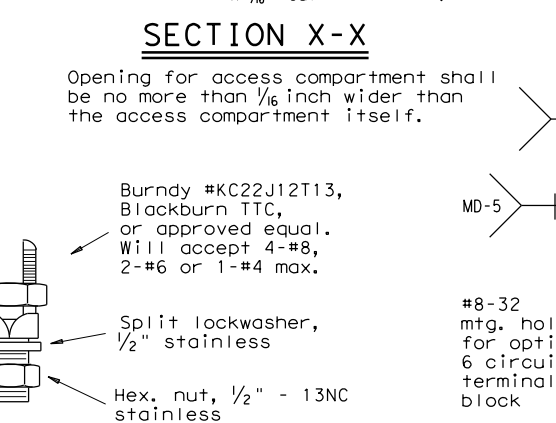 SECTION X-X
Opening for access compartment shall
be no more than 1/16 inch wider than
the access compartment itself.
Burndy #KC22J12T13,
Blackburn TTC,
or approved equal.
Will accept 4-#8,
2-#6 or 1-#4 max.
MD-5
Split lockwasher,
1/2" stainless
Hex. nut, 1/2" - 13NC
stainless
#8-32
mtg. hol
for opti
6 circui
terminal
block